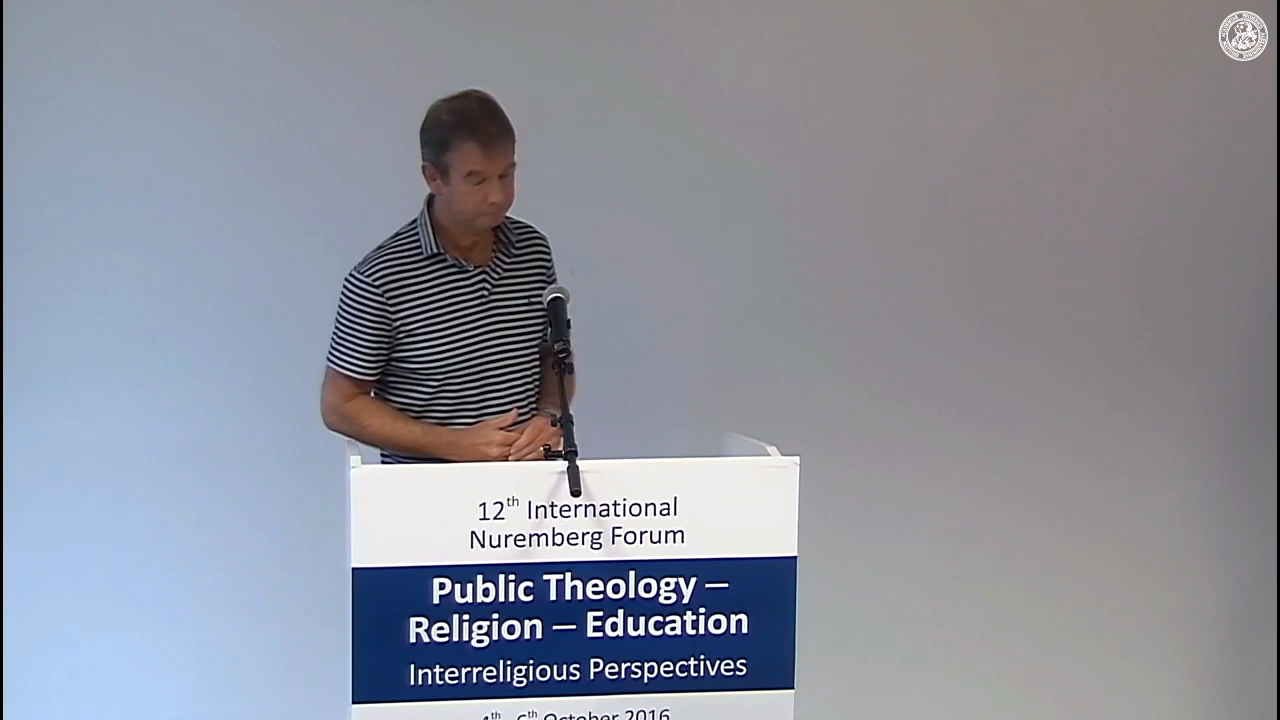 12th International
Nuremberg Forum
Public Theology –
Religion – Education
Interreligious Perspectives
October 2016